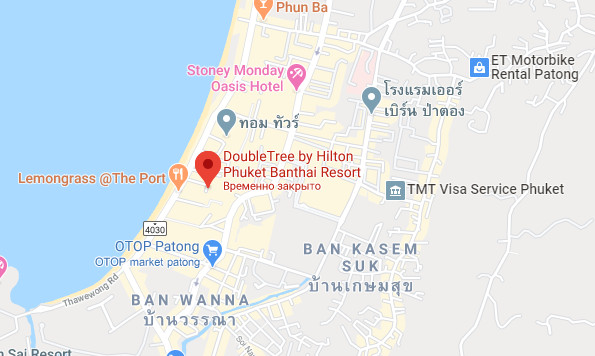 Phun Ba
ET Motorbike
Rental Patong
Stoney Monday
Oasis Hotel
โรงแรมเออร์
เบิร์น ป่าตอง
ทอม ทัวร์
DoubleTree by Hilton
Phuket Banthai Resort
Временно закрыто
Lemongrass @The Port
TMT Visa Service Phuket
4030
OTOP Patong
OTOP market patong
BAN KASEM
SUK
บ้านเกษมสุข
Thawewong Rd
BAN WANNA
บ้านวรรณา
Soi Na
n Sai Resort